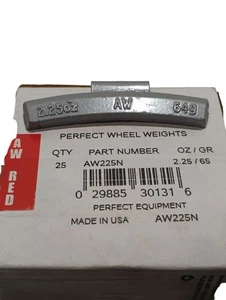 2.25oz AW 64g
PERFECT WHEEL WEIGHTS
QTY PART NUMBER OZ / GR
25 AW225N 2.25 / 65
0 29885 30131 6
PERFECT EQUIPMENT
MADE IN USA AW225N
AW
RED